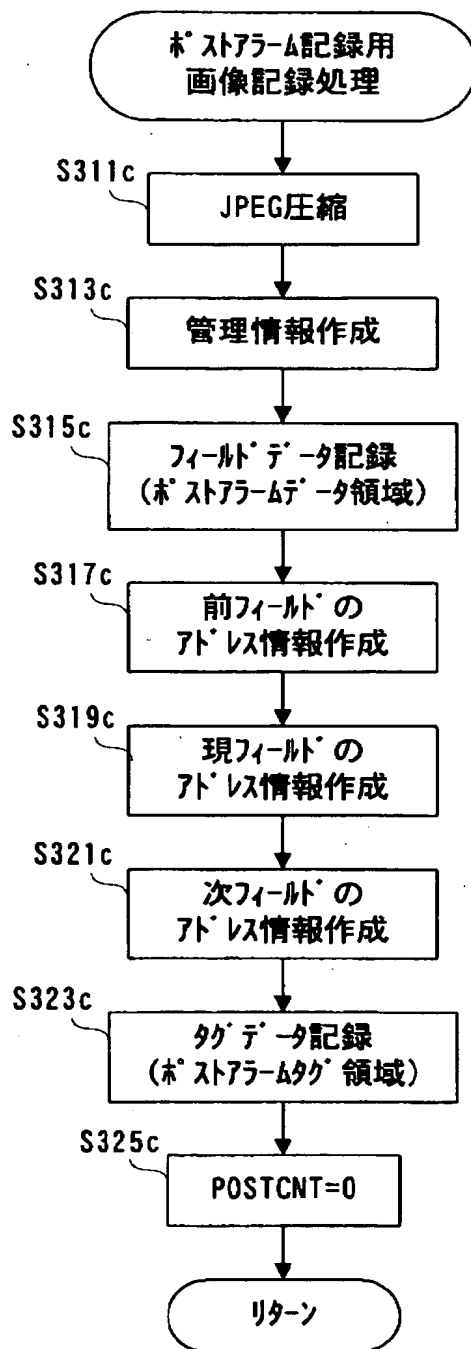 ﾎﾟｽﾄｱﾗｰﾑ記録用
画像記録処理
S311c
JPEG圧縮
S313c
管理情報作成
S315c
ﾌｨｰﾙﾄﾞﾃﾞｰﾀ記録
(ﾎﾟｽﾄｱﾗｰﾑﾃﾞｰﾀ領域)
S317c
前ﾌｨｰﾙﾄﾞの
ｱﾄﾞﾚｽ情報作成
S319c
現ﾌｨｰﾙﾄﾞの
ｱﾄﾞﾚｽ情報作成
S321c
次ﾌｨｰﾙﾄﾞの
ｱﾄﾞﾚｽ情報作成
S323c
ﾀｸﾞﾃﾞｰﾀ記録
(ﾎﾟｽﾄｱﾗｰﾑﾀｸﾞ領域)
S325c
POSTCNT=0
ﾘﾀｰﾝ